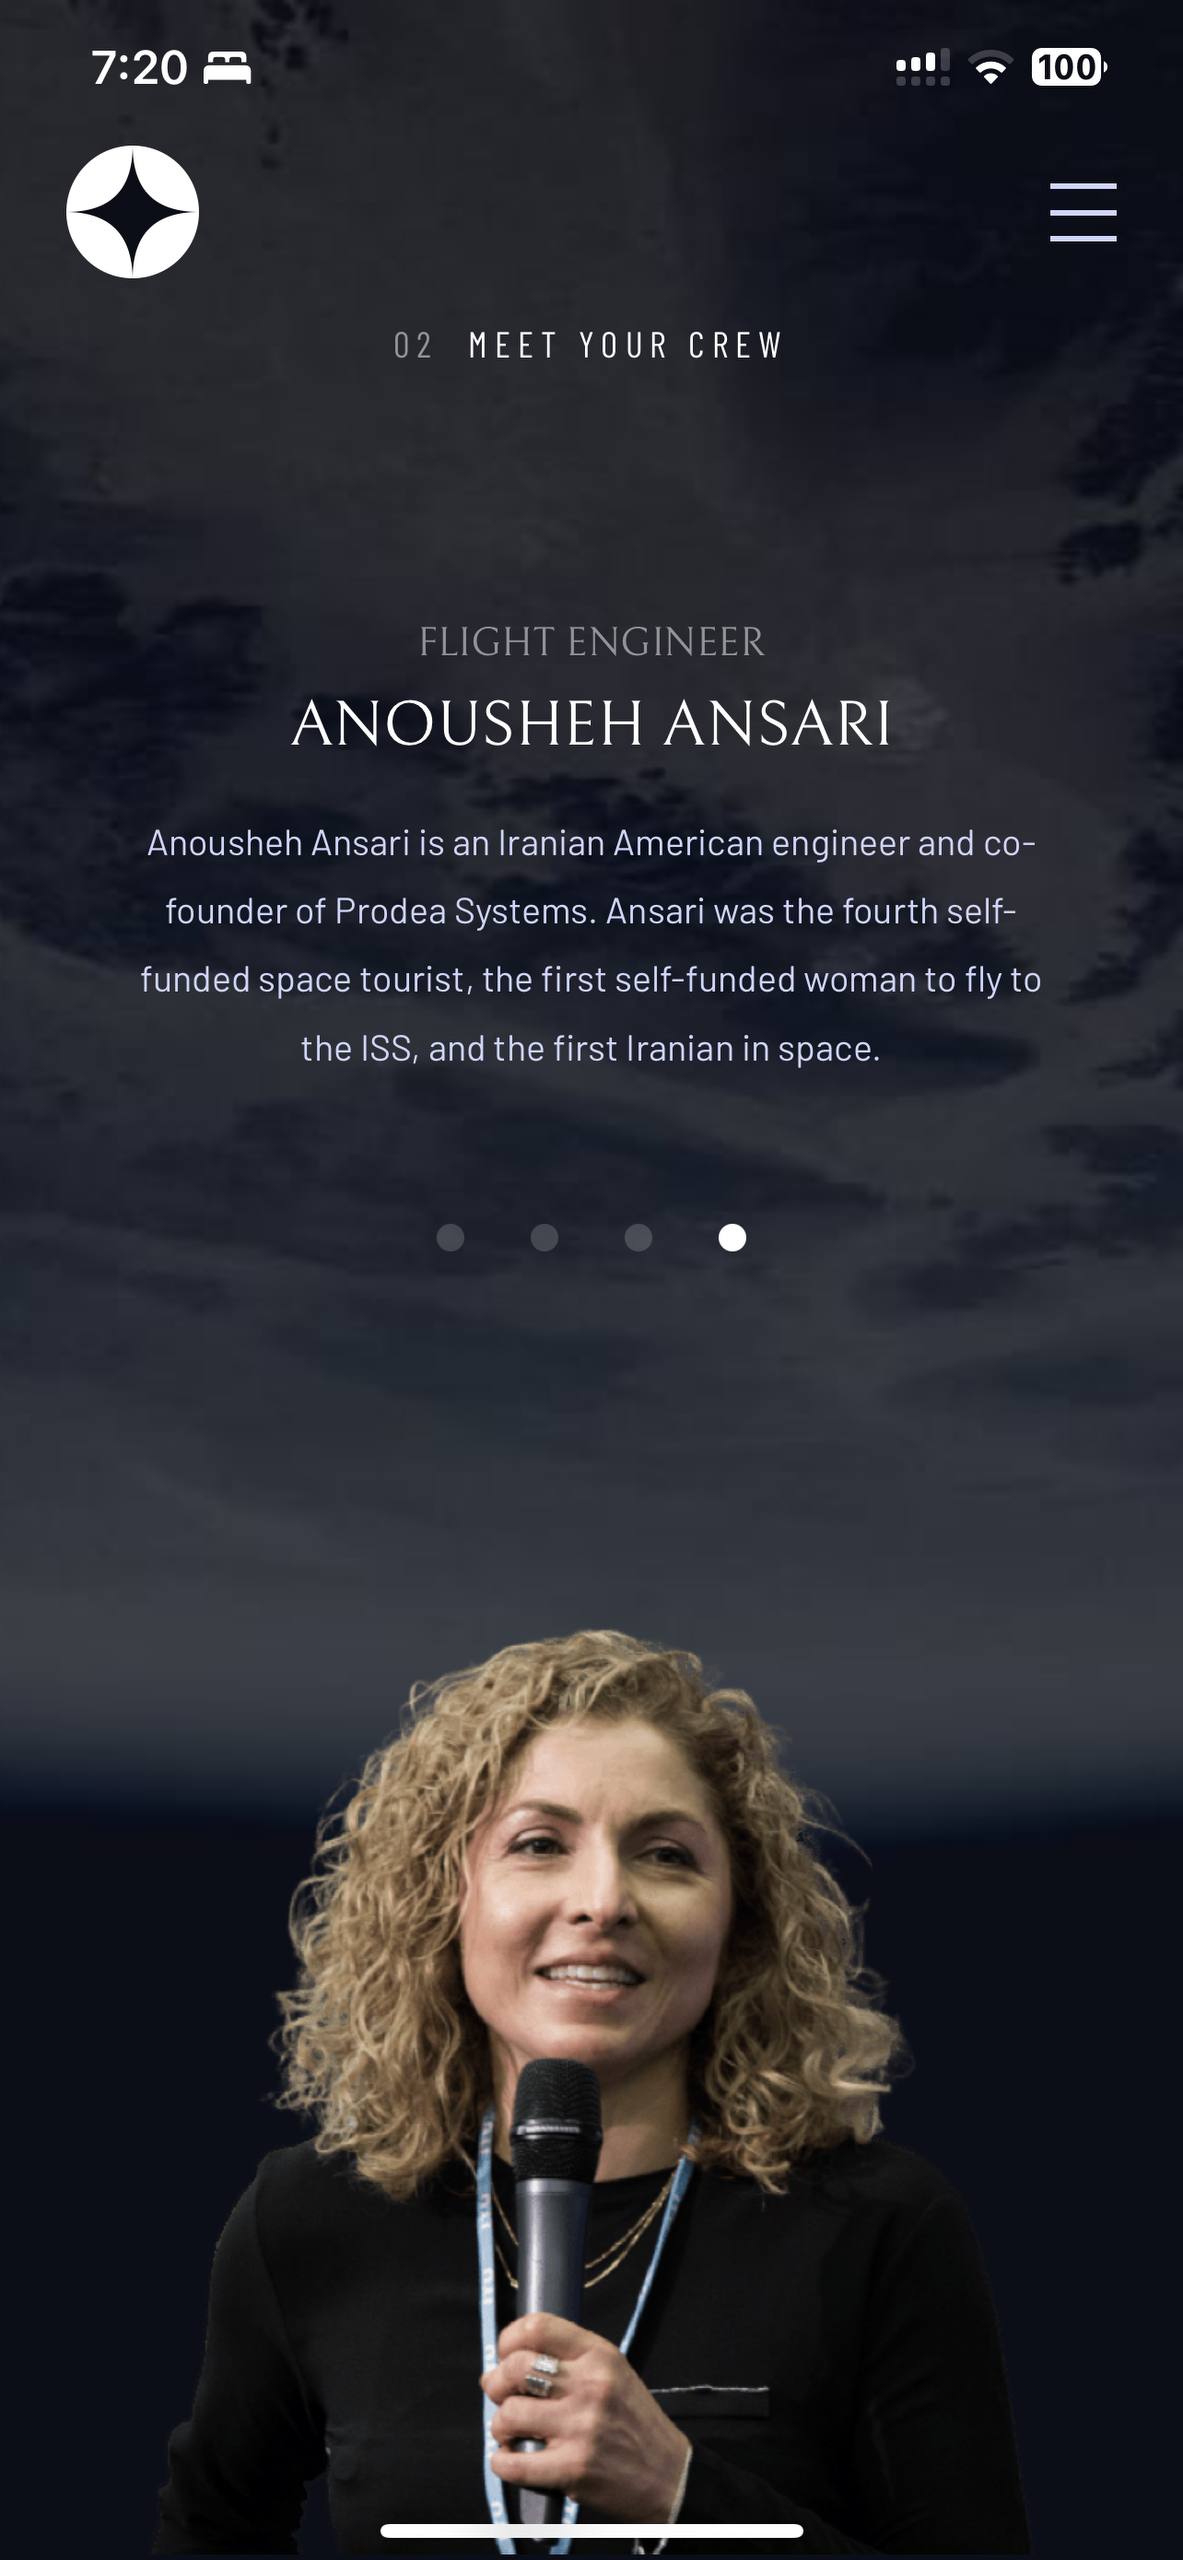 7:20
100
02 MEET YOUR CREW
FLIGHT ENGINEER
ANOUSHEH ANSARI
Anousheh Ansari is an Iranian American engineer and co-
founder of Prodea Systems. Ansari was the fourth self-
funded space tourist, the first self-funded woman to fly to
the ISS, and the first Iranian in space.